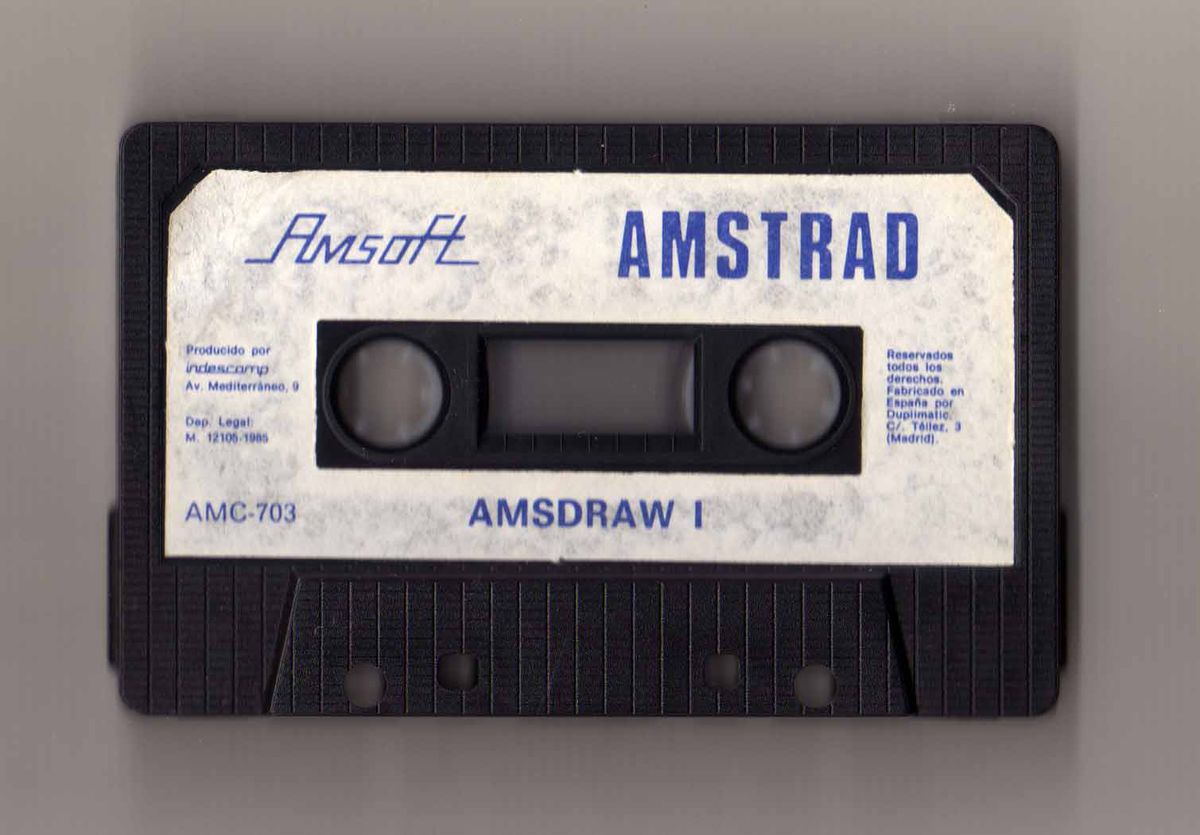 Amsoft
AMSTRAD
Producido por
indescomp
Av. Mediterráneo, 9
Dep. Legal:
M. 12105-1985
Reservados
todos los
derechos.
Fabricado en
España por
Duplimatic.
C/. Téllez, 3
(Madrid).
AMC-703
AMSDRAW I